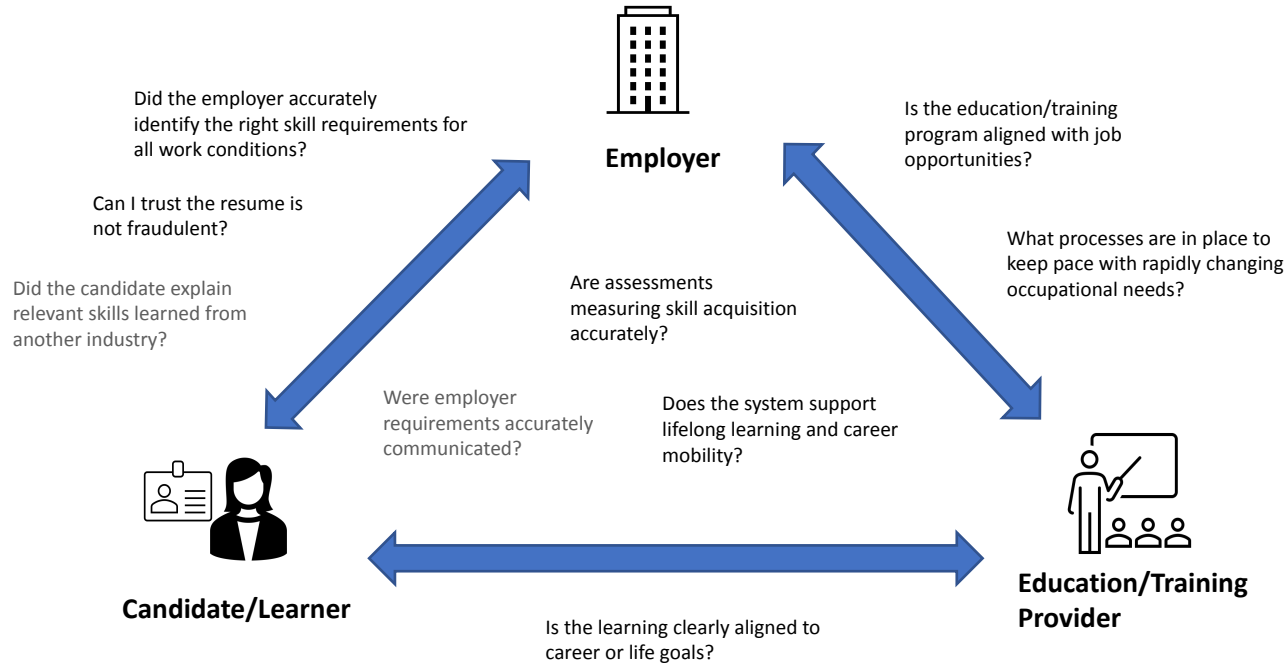 Did the employer accurately
identify the right skill requirements for
all work conditions?
Employer
Is the education/training
program aligned with job
opportunities?
Can I trust the resume is
not fraudulent?
What processes are in place to
keep pace with rapidly changing
occupational needs?
Did the candidate explain
relevant skills learned from
another industry?
Are assessments
measuring skill acquisition
accurately?
Were employer
requirements accurately
communicated?
Does the system support
lifelong learning and career
mobility?
Candidate/Learner
Education/Training
Provider
Is the learning clearly aligned to
career or life goals?